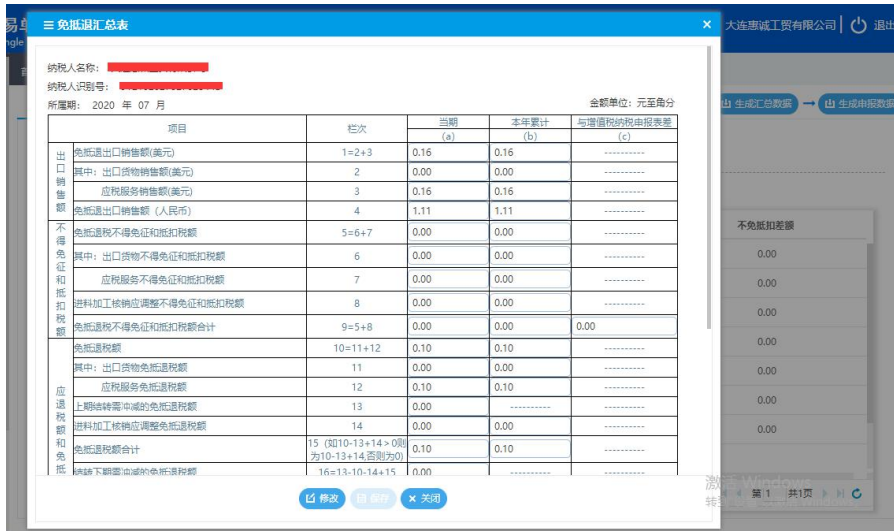 易单
ngle
大连惠诚工贸有限公司 退出
生成汇总数据 生成申报数据
免抵退汇总表 ×
纳税人名称：
纳税人识别号：
所属期： 2020 年 07 月 金额单位：元至角分
项目 栏次 当期 本年累计 与增值税纳税申报表差
(a) (b) (c)
出口销售额
免抵退出口销售额(美元) 1=2+3 0.16 0.16 ----------
其中：出口货物销售额(美元) 2 0.00 0.00 ----------
应税服务销售额(美元) 3 0.16 0.16 ----------
免抵退出口销售额（人民币） 4 1.11 1.11 ----------
不得免征和抵扣税额
免抵退税不得免征和抵扣税额 5=6+7 0.00 0.00 ----------
其中：出口货物不得免征和抵扣税额 6 0.00 0.00 ----------
应税服务不得免征和抵扣税额 7 0.00 0.00 ----------
进料加工核销应调整不得免征和抵扣税额 8 0.00 0.00 ----------
免抵退税不得免征和抵扣税额合计 9=5+8 0.00 0.00 0.00
应退税额和免抵
免抵退税额 10=11+12 0.10 0.10 ----------
其中：出口货物免抵退税额 11 0.00 0.00 ----------
应税服务免抵退税额 12 0.10 0.10 ----------
上期结转需冲减的免抵退税额 13 0.00 ---------- ----------
进料加工核销应调整免抵退税额 14 0.00 0.00 ----------
免抵退税额合计 15（如10-13+14>0则为10-13+14,否则为0) 0.10 0.10 ----------
结转下期需冲减的免抵退税额 16=13-10-14+15 0.00 ---------- ----------
修改 保存 × 关闭
不免抵扣差额
0.00
0.00
0.00
0.00
0.00
0.00
0.00
激活 Windows
第 1 共1页